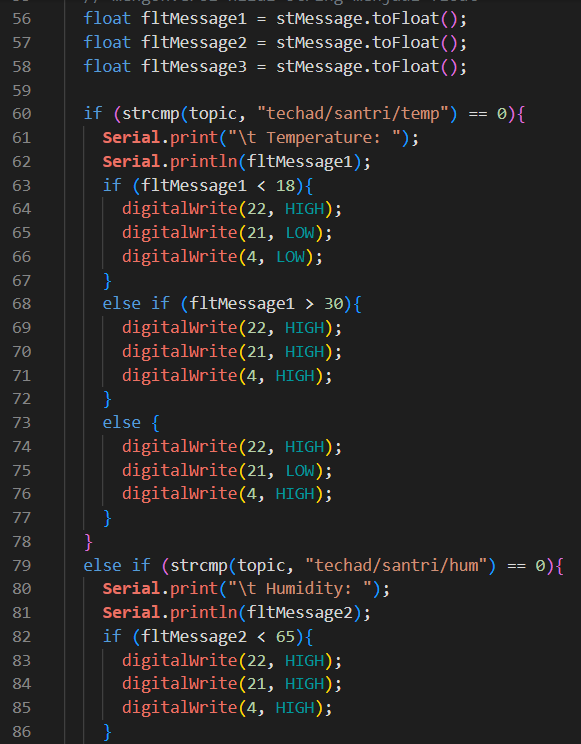 // mengonversi nilai string menjadi float
56 float fltMessage1 = stMessage.toFloat();
57 float fltMessage2 = stMessage.toFloat();
58 float fltMessage3 = stMessage.toFloat();
59
60 if (strcmp(topic, "techad/santri/temp") == 0){
61 Serial.print("\t Temperature: ");
62 Serial.println(fltMessage1);
63 if (fltMessage1 < 18){
64 digitalWrite(22, HIGH);
65 digitalWrite(21, LOW);
66 digitalWrite(4, LOW);
67 }
68 else if (fltMessage1 > 30){
69 digitalWrite(22, HIGH);
70 digitalWrite(21, HIGH);
71 digitalWrite(4, HIGH);
72 }
73 else {
74 digitalWrite(22, HIGH);
75 digitalWrite(21, LOW);
76 digitalWrite(4, HIGH);
77 }
78 }
79 else if (strcmp(topic, "techad/santri/hum") == 0){
80 Serial.print("\t Humidity: ");
81 Serial.println(fltMessage2);
82 if (fltMessage2 < 65){
83 digitalWrite(22, HIGH);
84 digitalWrite(21, HIGH);
85 digitalWrite(4, HIGH);
86 }